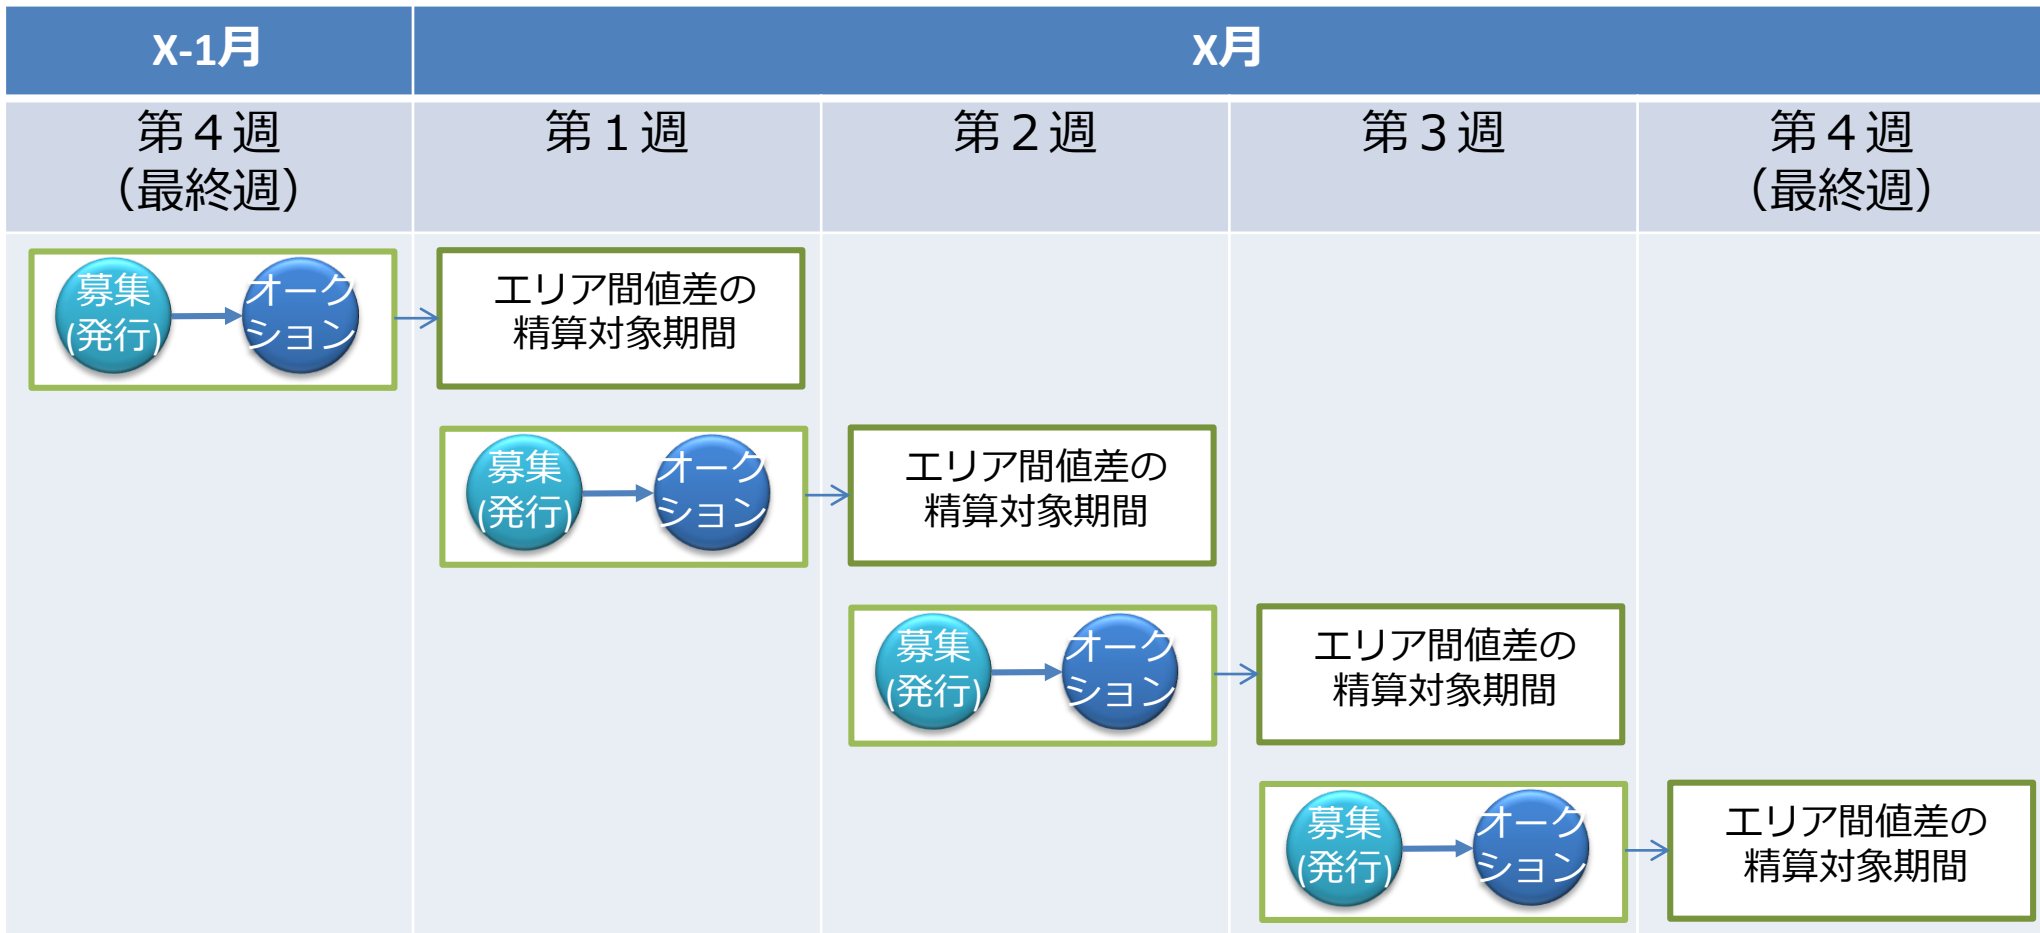 X-1月
X月
第４週
（最終週）
第１週
第２週
第３週
第４週
（最終週）
募集
(発行)
オーク
ション
エリア間値差の
精算対象期間
募集
(発行)
オーク
ション
エリア間値差の
精算対象期間
募集
(発行)
オーク
ション
エリア間値差の
精算対象期間
募集
(発行)
オーク
ション
エリア間値差の
精算対象期間